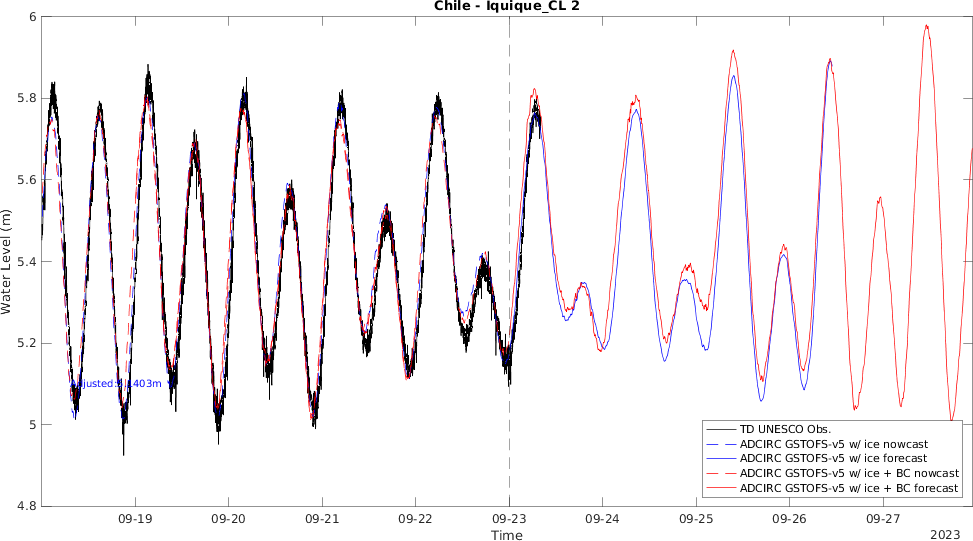 Chile - Iquique_CL 2
6
5.8
5.6
5.4
5.2
5
4.8
Water Level (m)
TD UNESCO Obs.
ADCIRC GSTOFS-v5 w/ ice nowcast
ADCIRC GSTOFS-v5 w/ ice forecast
ADCIRC GSTOFS-v5 w/ ice + BC nowcast
ADCIRC GSTOFS-v5 w/ ice + BC forecast
09-19 09-20 09-21 09-22 09-23 09-24 09-25 09-26 09-27
Time
2023